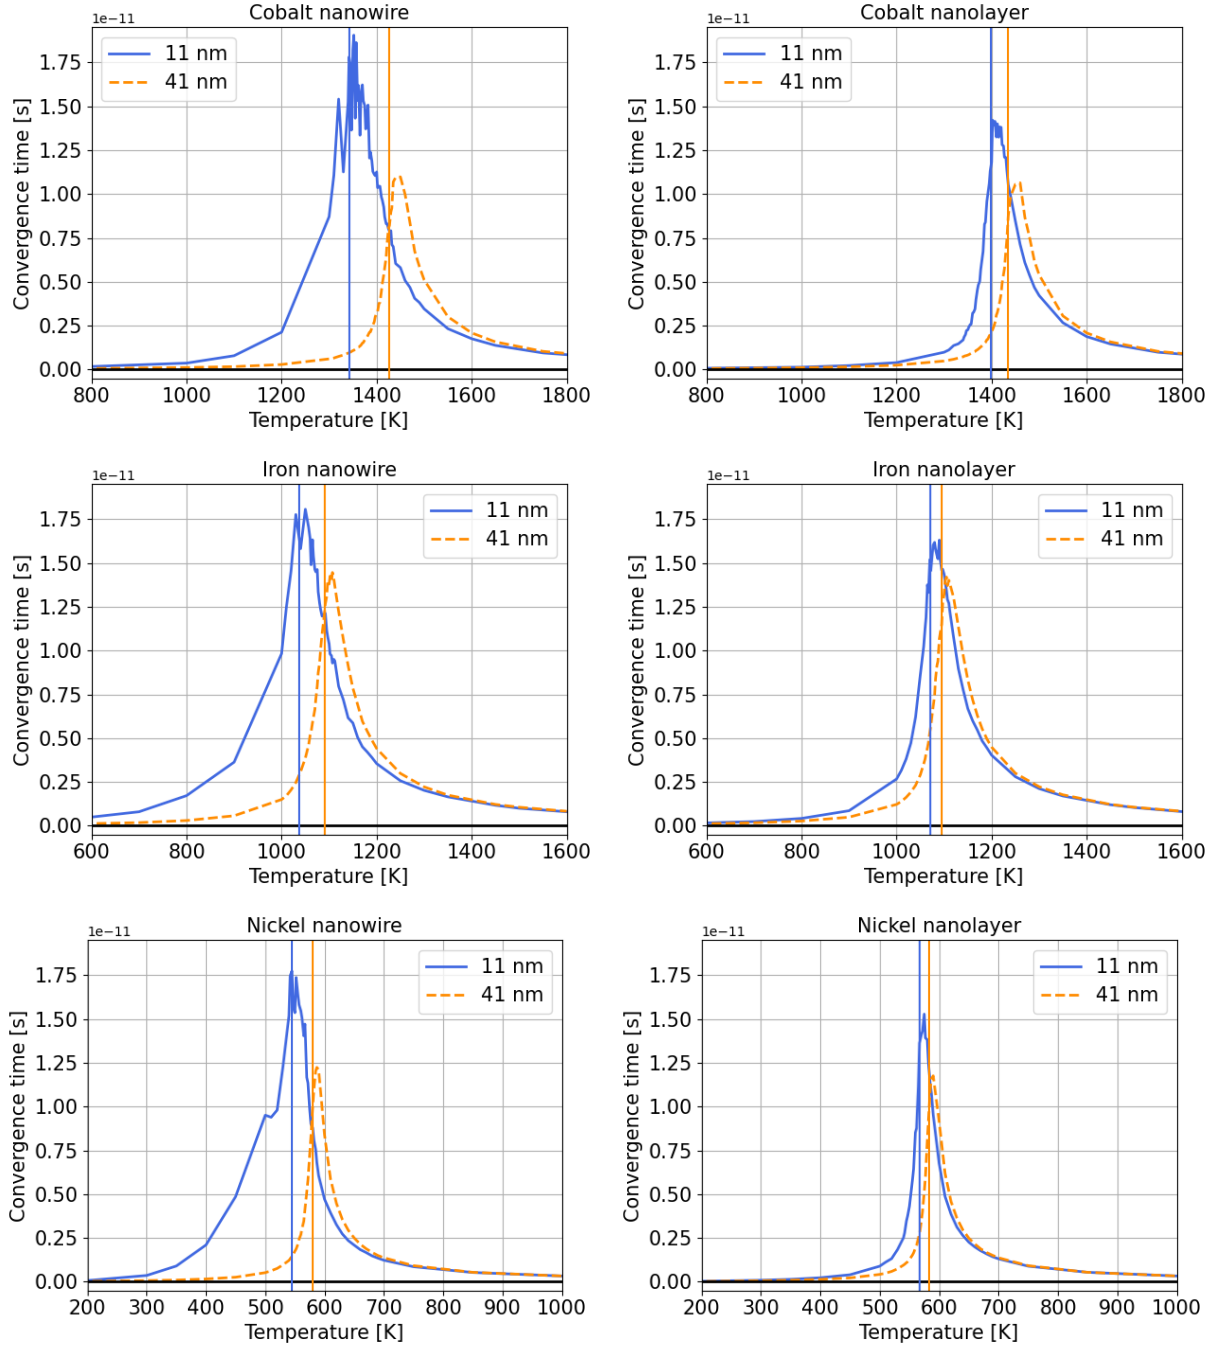 Cobalt nanowire
1e−11
Convergence time [s]
1.75
1.50
1.25
1.00
0.75
0.50
0.25
0.00
11 nm
41 nm
800 1000 1200 1400 1600 1800
Temperature [K]
Cobalt nanolayer
1e−11
Convergence time [s]
1.75
1.50
1.25
1.00
0.75
0.50
0.25
0.00
11 nm
41 nm
800 1000 1200 1400 1600 1800
Temperature [K]
Iron nanowire
1e−11
Convergence time [s]
1.75
1.50
1.25
1.00
0.75
0.50
0.25
0.00
11 nm
41 nm
600 800 1000 1200 1400 1600
Temperature [K]
Iron nanolayer
1e−11
Convergence time [s]
1.75
1.50
1.25
1.00
0.75
0.50
0.25
0.00
11 nm
41 nm
600 800 1000 1200 1400 1600
Temperature [K]
Nickel nanowire
1e−11
Convergence time [s]
1.75
1.50
1.25
1.00
0.75
0.50
0.25
0.00
11 nm
41 nm
200 300 400 500 600 700 800 900 1000
Temperature [K]
Nickel nanolayer
1e−11
Convergence time [s]
1.75
1.50
1.25
1.00
0.75
0.50
0.25
0.00
11 nm
41 nm
200 300 400 500 600 700 800 900 1000
Temperature [K]